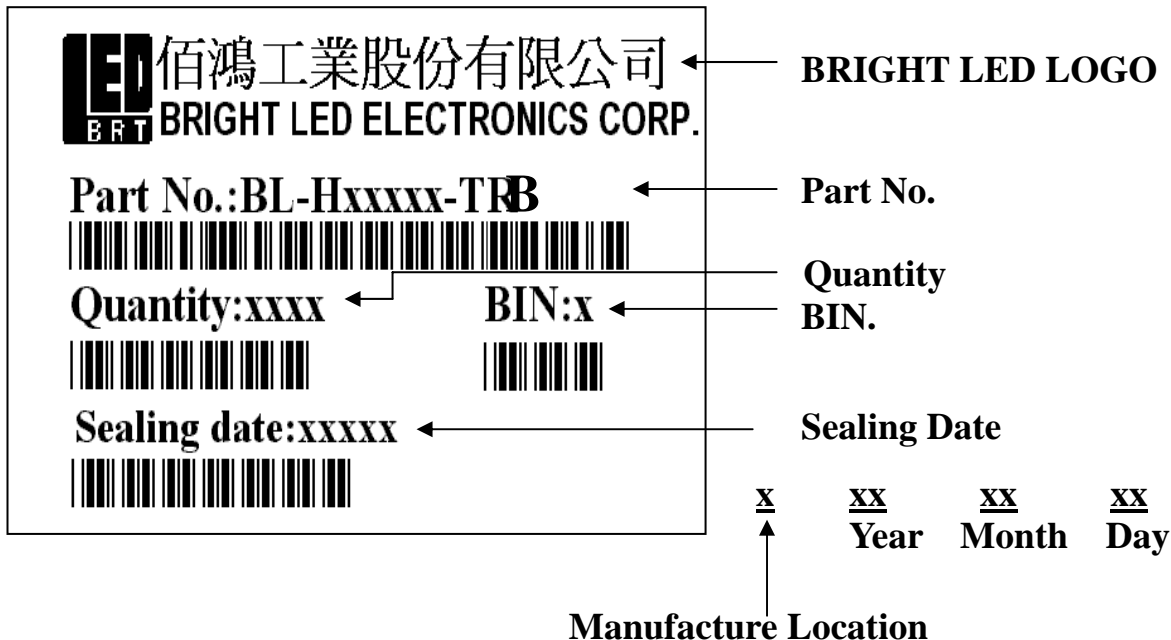 LED
BRT
佰鴻工業股份有限公司
BRIGHT LED ELECTRONICS CORP.
BRIGHT LED LOGO
Part No.:BL-Hxxxxx-TRB
Part No.
Quantity:xxxx
BIN:x
Quantity
BIN.
Sealing date:xxxxx
Sealing Date
x xx xx xx
Year Month Day
Manufacture Location